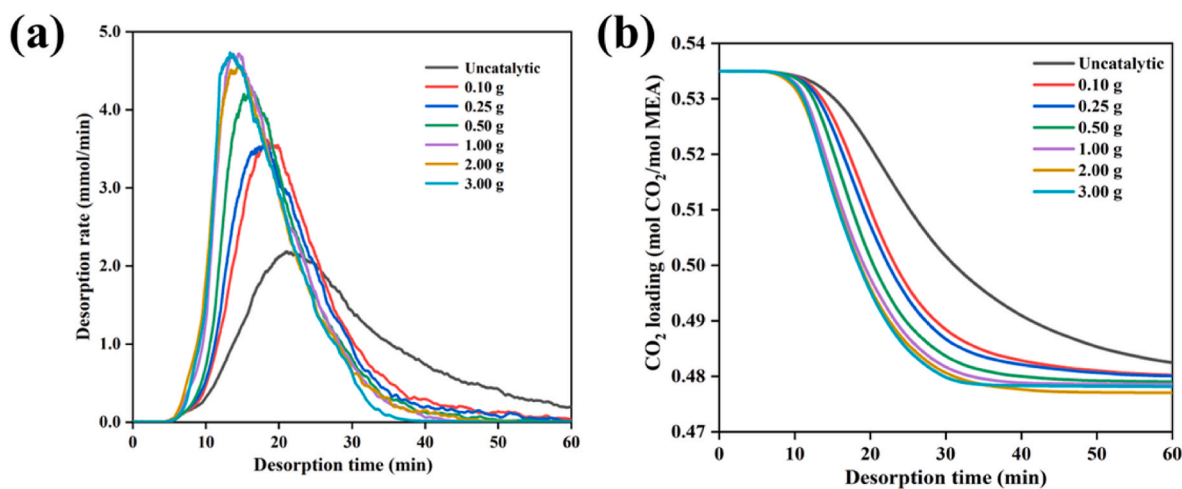 (a)
5.0
4.0
3.0
2.0
1.0
0.0
0
10
20
30
40
50
60
Desorption rate (mmol/min)
Desorption time (min)
Uncatalytic
0.10 g
0.25 g
0.50 g
1.00 g
2.00 g
3.00 g
(b)
0.54
0.53
0.52
0.51
0.50
0.49
0.48
0.47
0
10
20
30
40
50
60
CO₂ loading (mol CO₂/mol MEA)
Desorption time (min)
Uncatalytic
0.10 g
0.25 g
0.50 g
1.00 g
2.00 g
3.00 g